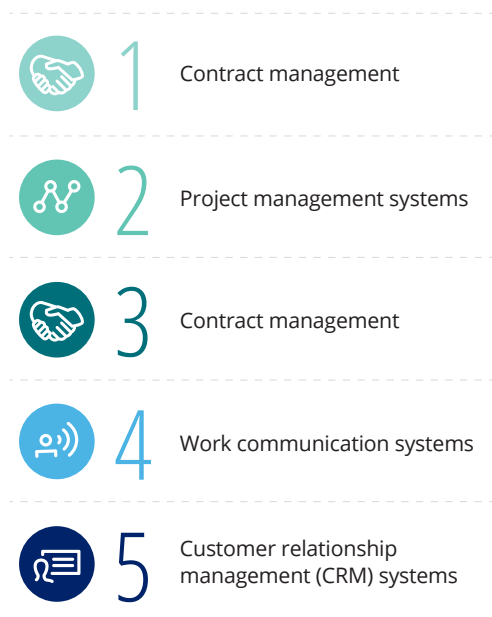 1
Contract management
2
Project management systems
3
Contract management
4
Work communication systems
5
Customer relationship
management (CRM) systems